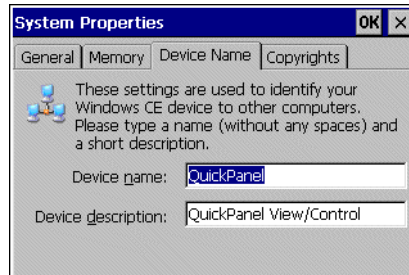 System Properties OK ×
General Memory Device Name Copyrights
These settings are used to identify your
Windows CE device to other computers.
Please type a name (without any spaces) and
a short description.
Device name: QuickPanel
Device description: QuickPanel View/Control